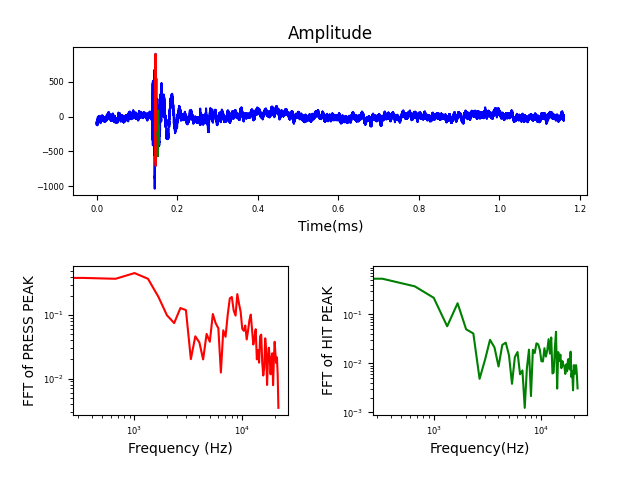 Amplitude
500
0
−500
−1000
0.0 0.2 0.4 0.6 0.8 1.0 1.2
Time(ms)
FFT of PRESS PEAK
10⁻¹
10⁻²
10³ 10⁴
Frequency (Hz)
FFT of HIT PEAK
10⁻¹
10⁻²
10⁻³
10³ 10⁴
Frequency(Hz)